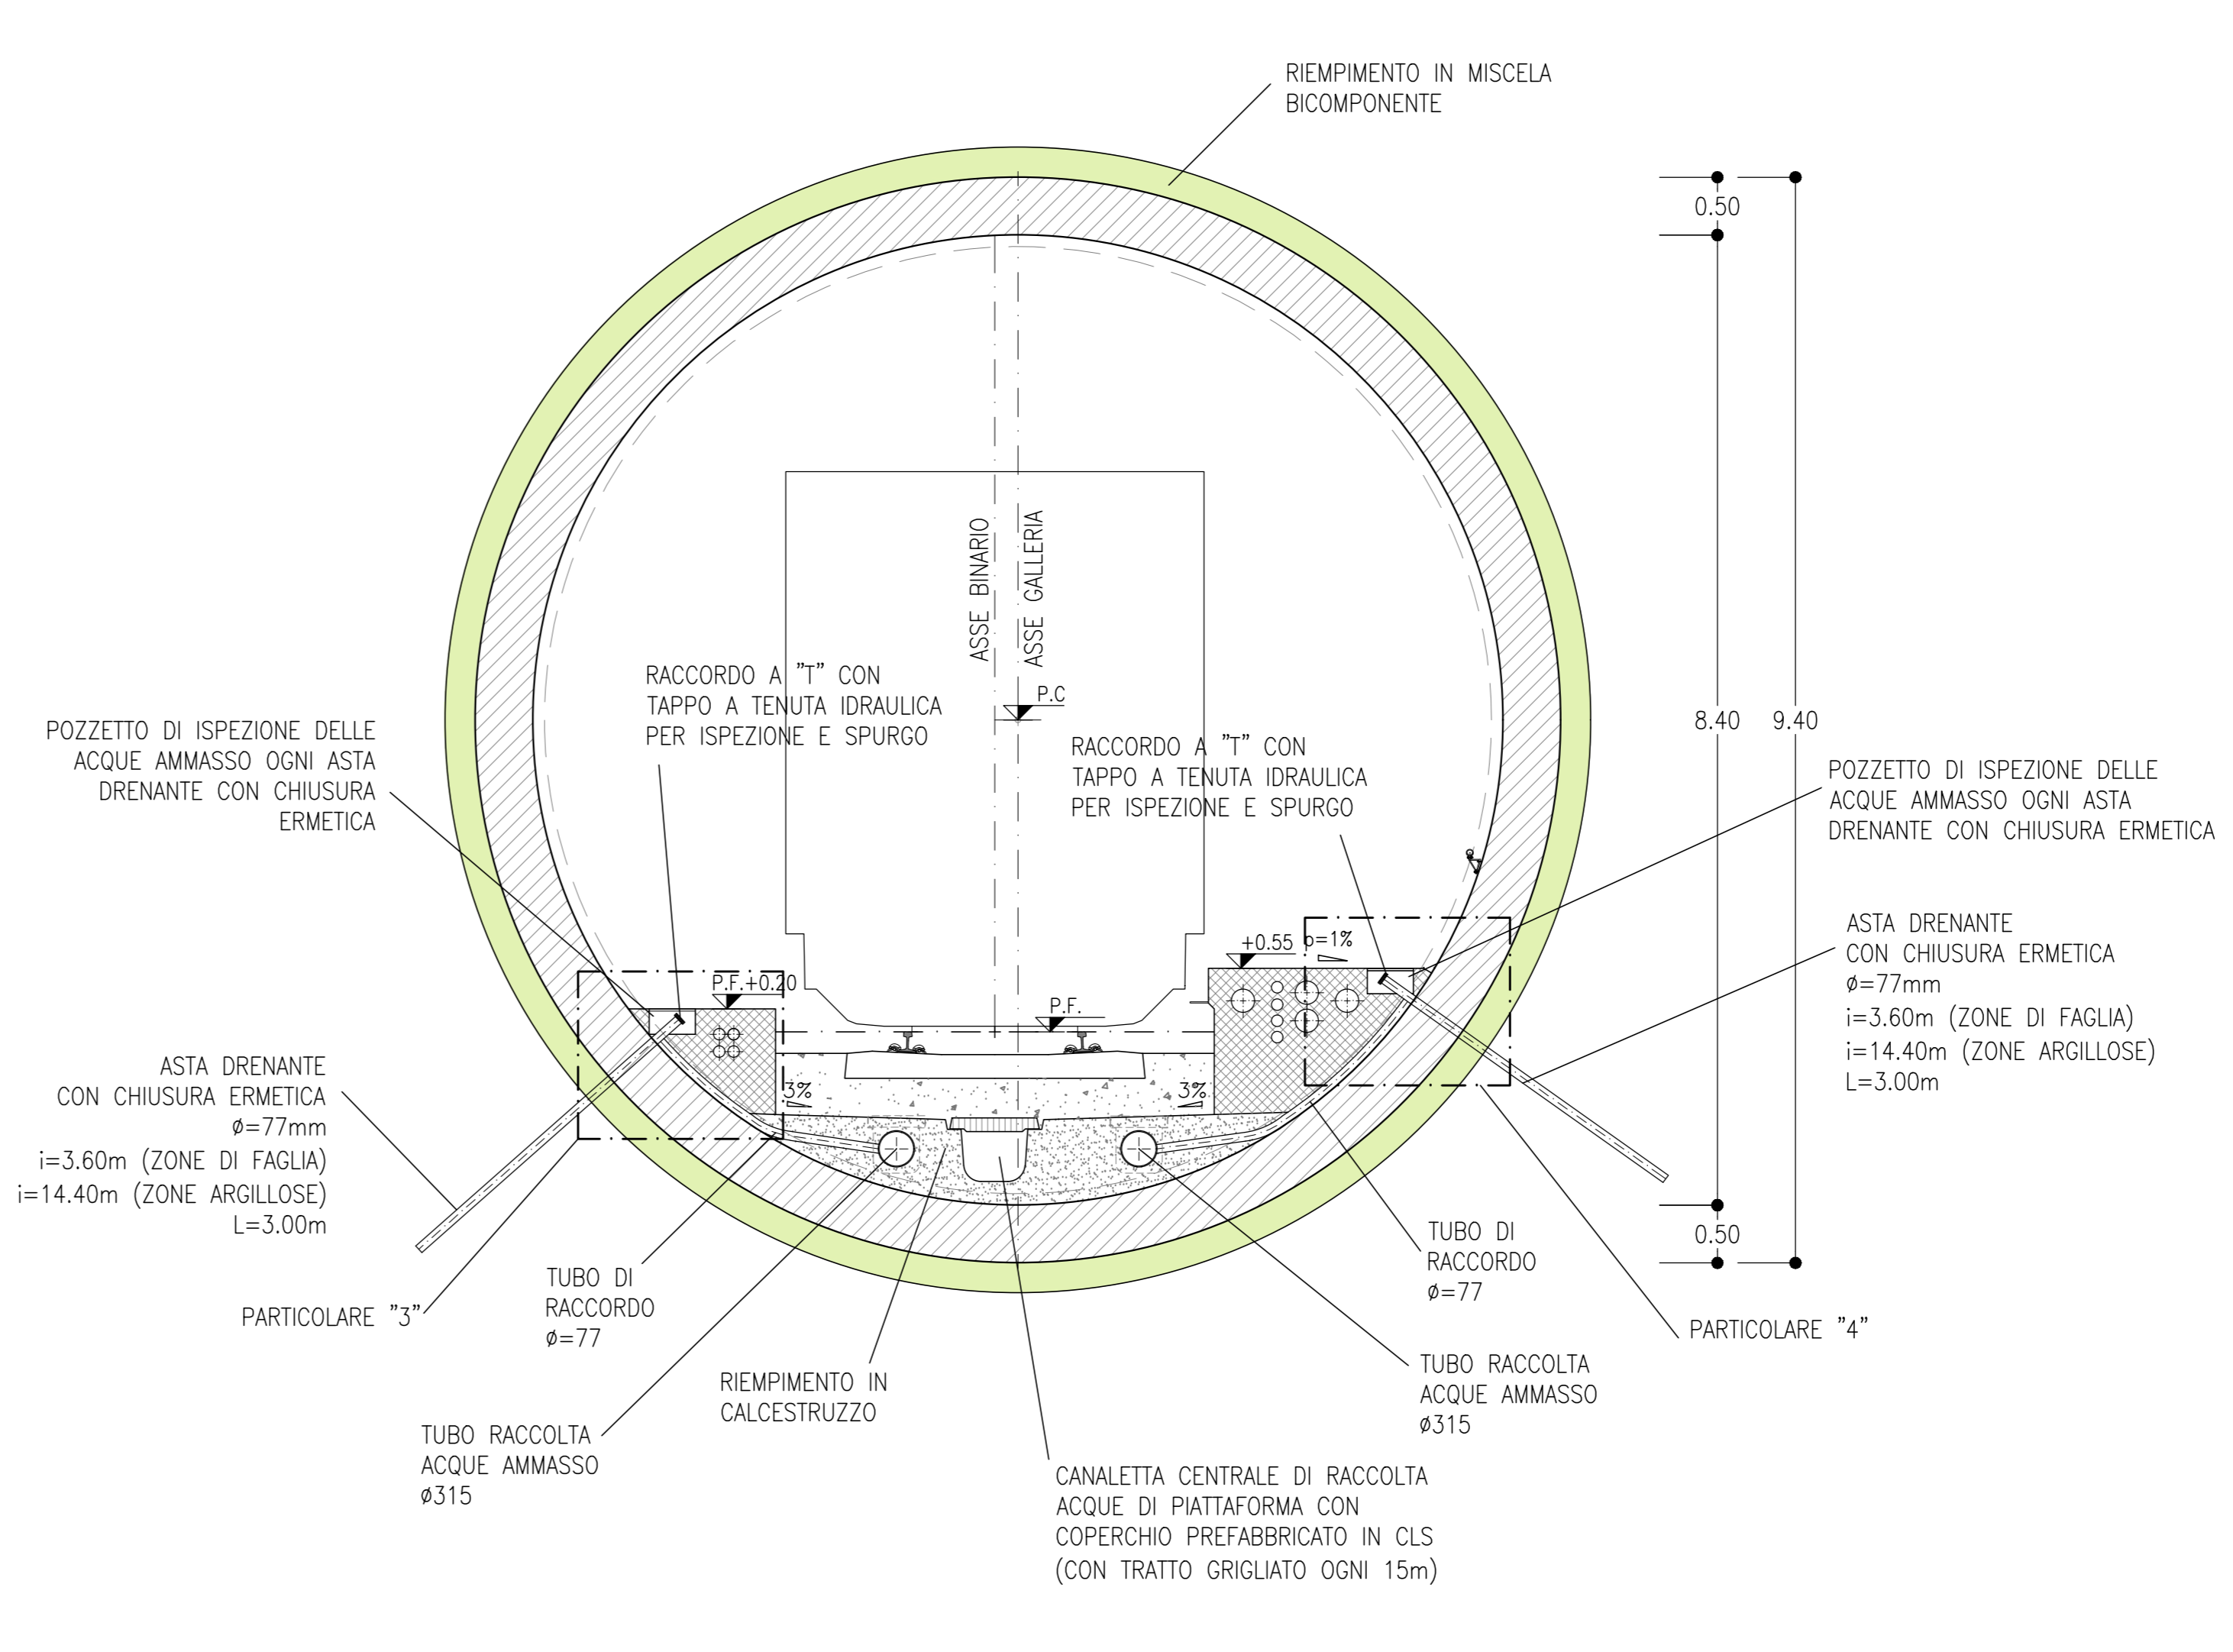 RIEMPIMENTO IN MISCELA
BICOMPONENTE
0.50
8.40
9.40
0.50
ASSE BINARIO
ASSE GALLERIA
P.C
RACCORDO A "T" CON
TAPPO A TENUTA IDRAULICA
PER ISPEZIONE E SPURGO
RACCORDO A "T" CON
TAPPO A TENUTA IDRAULICA
PER ISPEZIONE E SPURGO
POZZETTO DI ISPEZIONE DELLE
ACQUE AMMASSO OGNI ASTA
DRENANTE CON CHIUSURA
ERMETICA
POZZETTO DI ISPEZIONE DELLE
ACQUE AMMASSO OGNI ASTA
DRENANTE CON CHIUSURA ERMETICA
ASTA DRENANTE
CON CHIUSURA ERMETICA
ø=77mm
i=3.60m (ZONE DI FAGLIA)
i=14.40m (ZONE ARGILLOSE)
L=3.00m
+0.55
p=1%
P.F.+0.20
P.F.
3%
3%
ASTA DRENANTE
CON CHIUSURA ERMETICA
ø=77mm
i=3.60m (ZONE DI FAGLIA)
i=14.40m (ZONE ARGILLOSE)
L=3.00m
PARTICOLARE "3"
TUBO DI
RACCORDO
ø=77
TUBO RACCOLTA
ACQUE AMMASSO
ø315
RIEMPIMENTO IN
CALCESTRUZZO
CANALETTA CENTRALE DI RACCOLTA
ACQUE DI PIATTAFORMA CON
COPERCHIO PREFABBRICATO IN CLS
(CON TRATTO GRIGLIATO OGNI 15m)
TUBO DI
RACCORDO
ø=77
PARTICOLARE "4"
TUBO RACCOLTA
ACQUE AMMASSO
ø315